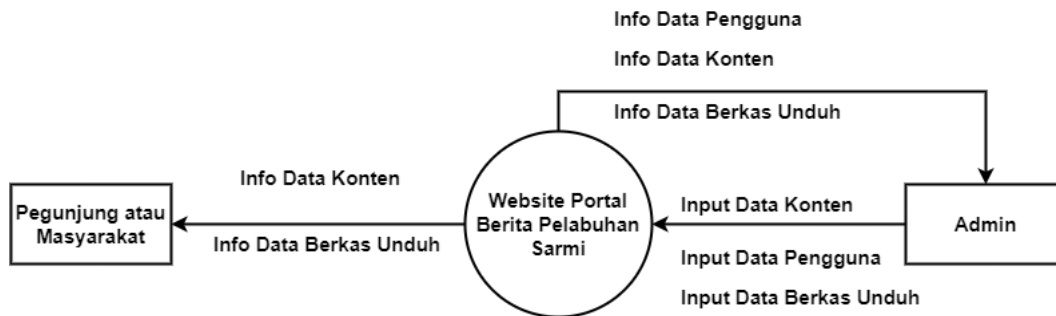 Info Data Pengguna
Info Data Konten
Info Data Berkas Unduh
Info Data Konten
Info Data Berkas Unduh
Pegunjung atau
Masyarakat
Website Portal
Berita Pelabuhan
Sarmi
Input Data Konten
Input Data Pengguna
Input Data Berkas Unduh
Admin